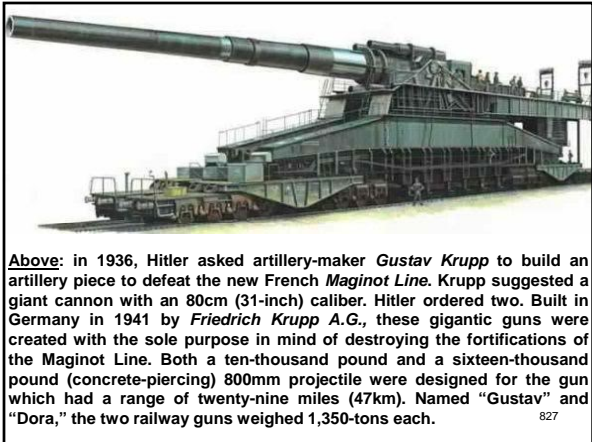 Above: in 1936, Hitler asked artillery-maker Gustav Krupp to build an
artillery piece to defeat the new French Maginot Line. Krupp suggested a
giant cannon with an 80cm (31-inch) caliber. Hitler ordered two. Built in
Germany in 1941 by Friedrich Krupp A.G., these gigantic guns were
created with the sole purpose in mind of destroying the fortifications of
the Maginot Line. Both a ten-thousand pound and a sixteen-thousand
pound (concrete-piercing) 800mm projectile were designed for the gun
which had a range of twenty-nine miles (47km). Named “Gustav” and
“Dora,” the two railway guns weighed 1,350-tons each.
827